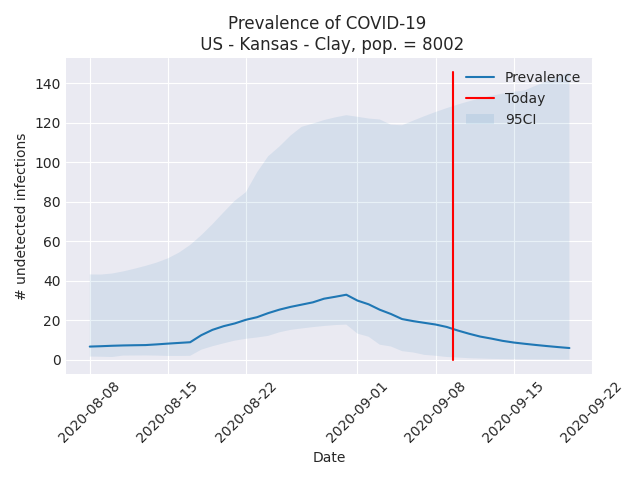 Prevalence of COVID-19
US - Kansas - Clay, pop. = 8002
140
120
100
80
60
40
20
0
# undetected infections
Prevalence
Today
95CI
2020-08-08
2020-08-15
2020-08-22
2020-09-01
2020-09-08
2020-09-15
2020-09-22
Date